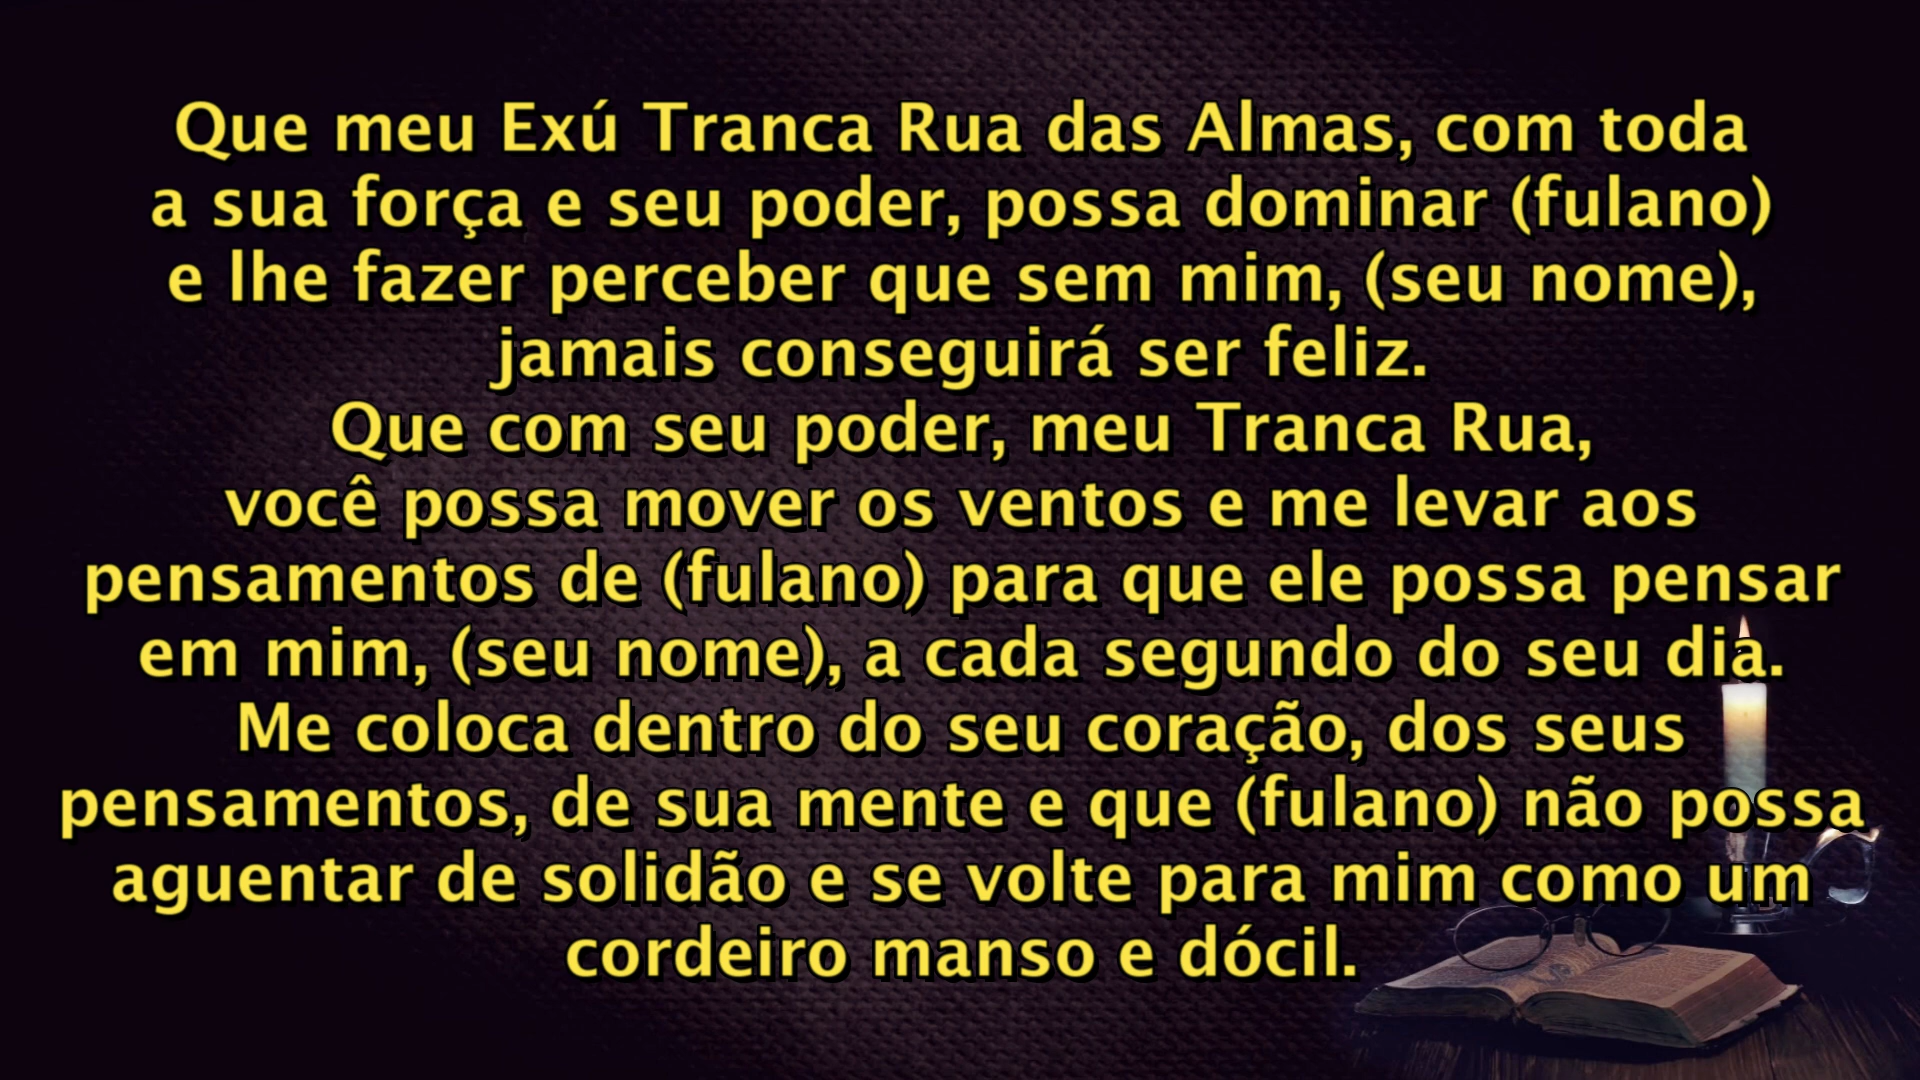 Que meu Exú Tranca Rua das Almas, com toda
a sua força e seu poder, possa dominar (fulano)
e lhe fazer perceber que sem mim, (seu nome),
jamais conseguirá ser feliz.
Que com seu poder, meu Tranca Rua,
você possa mover os ventos e me levar aos
pensamentos de (fulano) para que ele possa pensar
em mim, (seu nome), a cada segundo do seu dia.
Me coloca dentro do seu coração, dos seus
pensamentos, de sua mente e que (fulano) não possa
aguentar de solidão e se volte para mim como um
cordeiro manso e dócil.